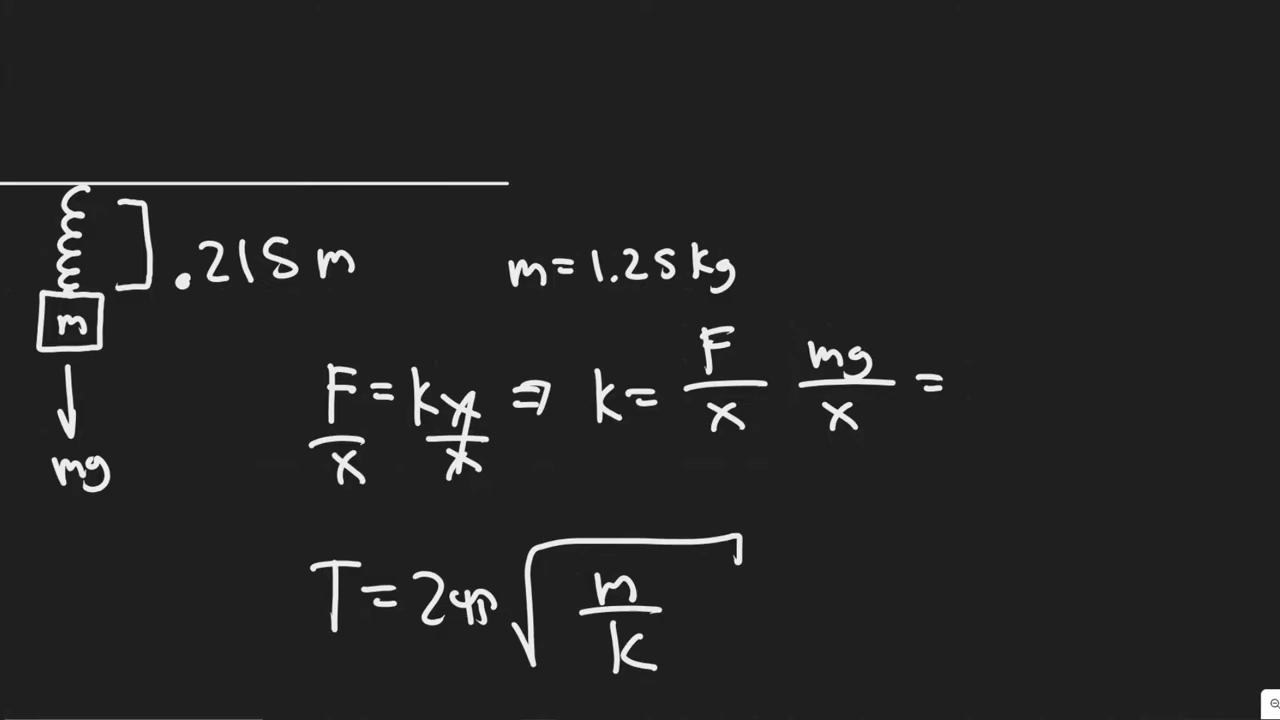 .215 m
m = 1.25 kg
m
mg
F/x = kx/x ⇒ k = F/x mg/x =
T = 2π √(m/k)